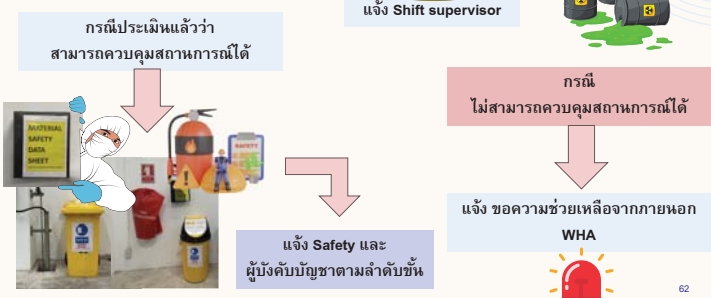 แจ้ง Shift supervisor
กรณีประเมินแล้วว่า
สามารถควบคุมสถานการณ์ได้
กรณี
ไม่สามารถควบคุมสถานการณ์ได้
MATERIAL
SAFETY
DATA
SHEET
SAFETY
แจ้ง ขอความช่วยเหลือจากภายนอก
WHA
แจ้ง Safety และ
ผู้บังคับบัญชาตามลำดับขั้น
62